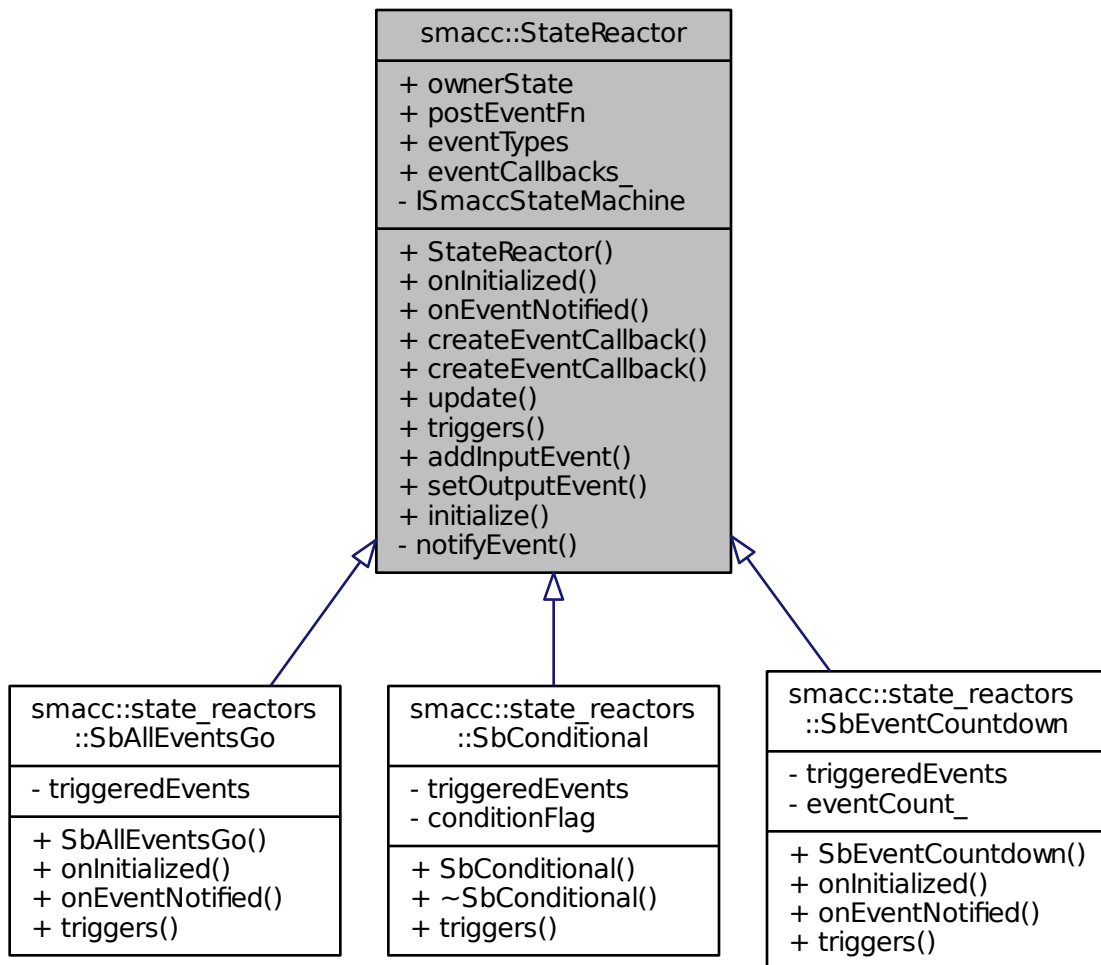 smacc::StateReactor
+ ownerState
+ postEventFn
+ eventTypes
+ eventCallbacks_
- ISmaccStateMachine
+ StateReactor()
+ onInitialized()
+ onEventNotified()
+ createEventCallback()
+ createEventCallback()
+ update()
+ triggers()
+ addInputEvent()
+ setOutputEvent()
+ initialize()
- notifyEvent()
smacc::state_reactors
::SbAllEventsGo
- triggeredEvents
+ SbAllEventsGo()
+ onInitialized()
+ onEventNotified()
+ triggers()
smacc::state_reactors
::SbConditional
- triggeredEvents
- conditionFlag
+ SbConditional()
+ ~SbConditional()
+ triggers()
smacc::state_reactors
::SbEventCountdown
- triggeredEvents
- eventCount_
+ SbEventCountdown()
+ onInitialized()
+ onEventNotified()
+ triggers()